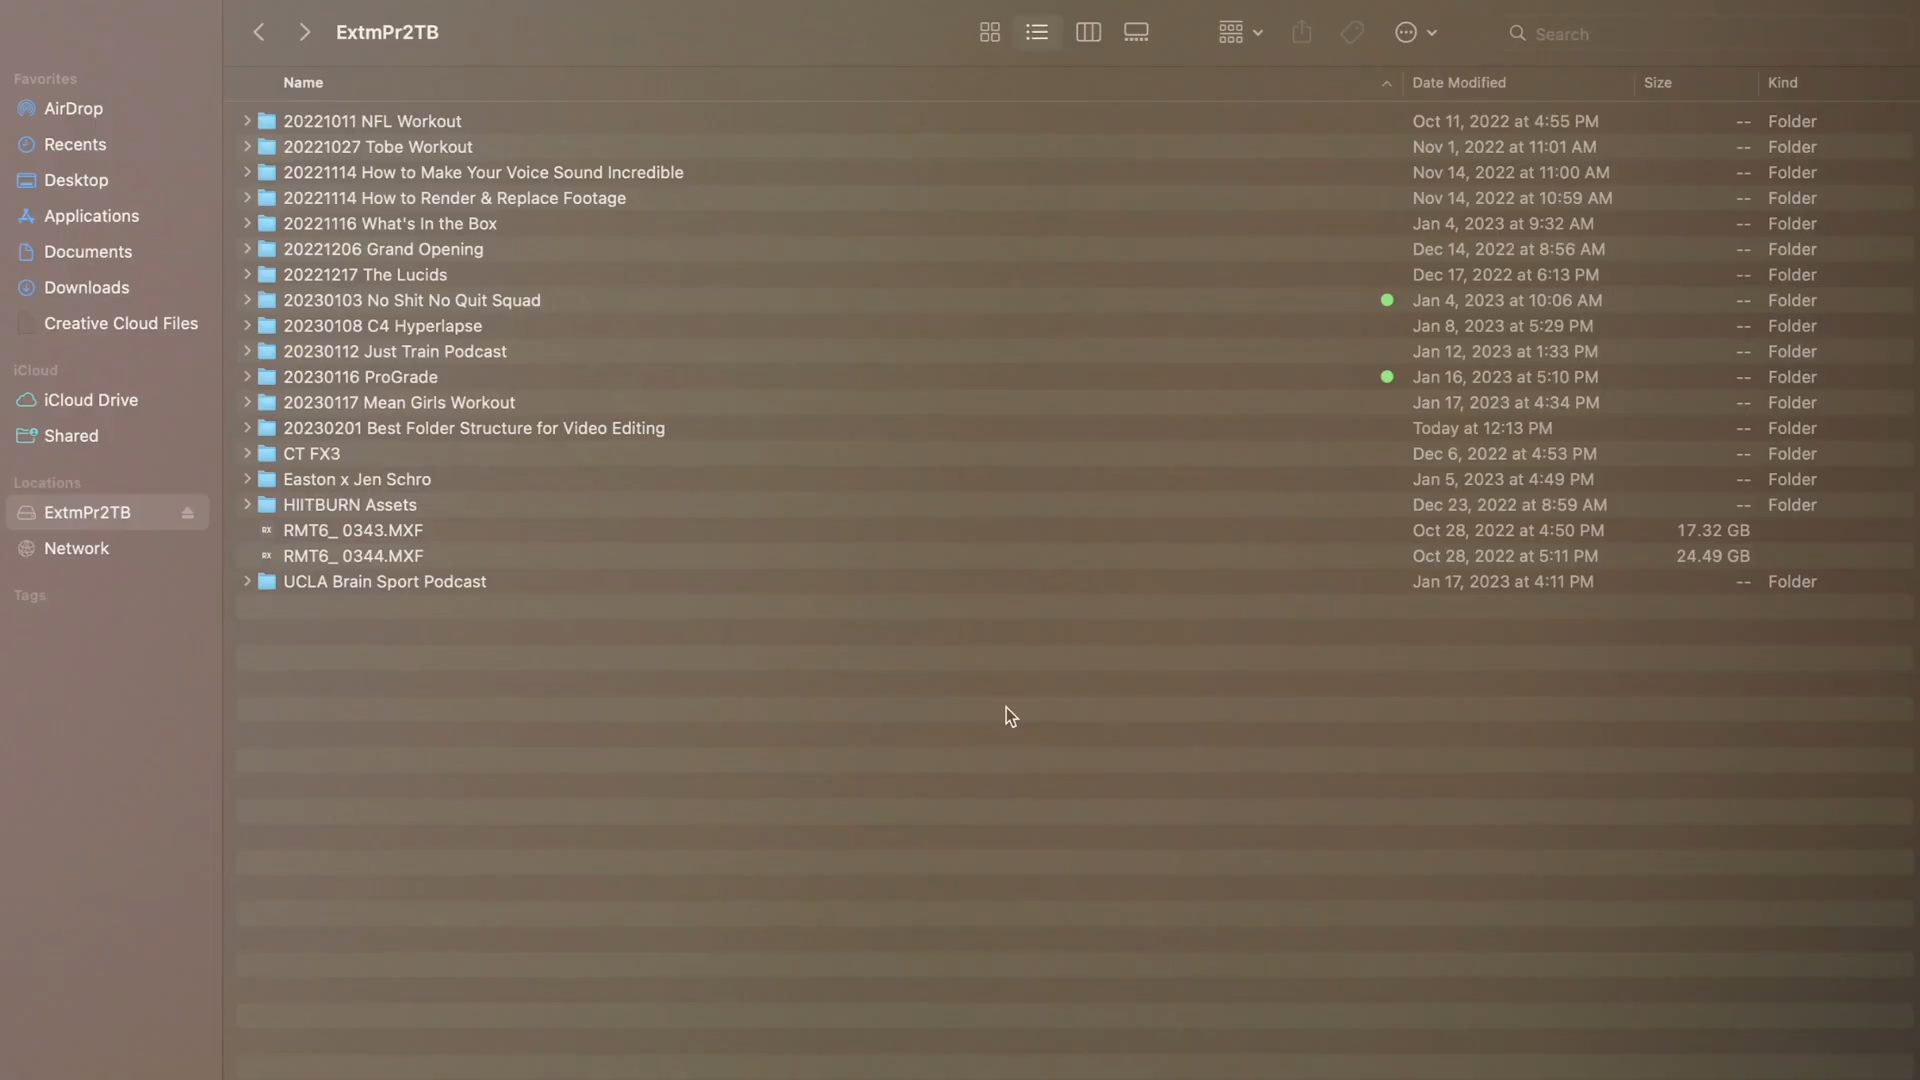 ExtmPr2TB
Search
Favorites
AirDrop
Recents
Desktop
Applications
Documents
Downloads
Creative Cloud Files
iCloud
iCloud Drive
Shared
Locations
ExtmPr2TB
Network
Tags
Name Date Modified Size Kind
20221011 NFL Workout Oct 11, 2022 at 4:55 PM -- Folder
20221027 Tobe Workout Nov 1, 2022 at 11:01 AM -- Folder
20221114 How to Make Your Voice Sound Incredible Nov 14, 2022 at 11:00 AM -- Folder
20221114 How to Render & Replace Footage Nov 14, 2022 at 10:59 AM -- Folder
20221116 What's In the Box Jan 4, 2023 at 9:32 AM -- Folder
20221206 Grand Opening Dec 14, 2022 at 8:56 AM -- Folder
20221217 The Lucids Dec 17, 2022 at 6:13 PM -- Folder
20230103 No Shit No Quit Squad Jan 4, 2023 at 10:06 AM -- Folder
20230108 C4 Hyperlapse Jan 8, 2023 at 5:29 PM -- Folder
20230112 Just Train Podcast Jan 12, 2023 at 1:33 PM -- Folder
20230116 ProGrade Jan 16, 2023 at 5:10 PM -- Folder
20230117 Mean Girls Workout Jan 17, 2023 at 4:34 PM -- Folder
20230201 Best Folder Structure for Video Editing Today at 12:13 PM -- Folder
CT FX3 Dec 6, 2022 at 4:53 PM -- Folder
Easton x Jen Schro Jan 5, 2023 at 4:49 PM -- Folder
HIITBURN Assets Dec 23, 2022 at 8:59 AM -- Folder
RX RMT6_ 0343.MXF Oct 28, 2022 at 4:50 PM 17.32 GB
RX RMT6_ 0344.MXF Oct 28, 2022 at 5:11 PM 24.49 GB
UCLA Brain Sport Podcast Jan 17, 2023 at 4:11 PM -- Folder